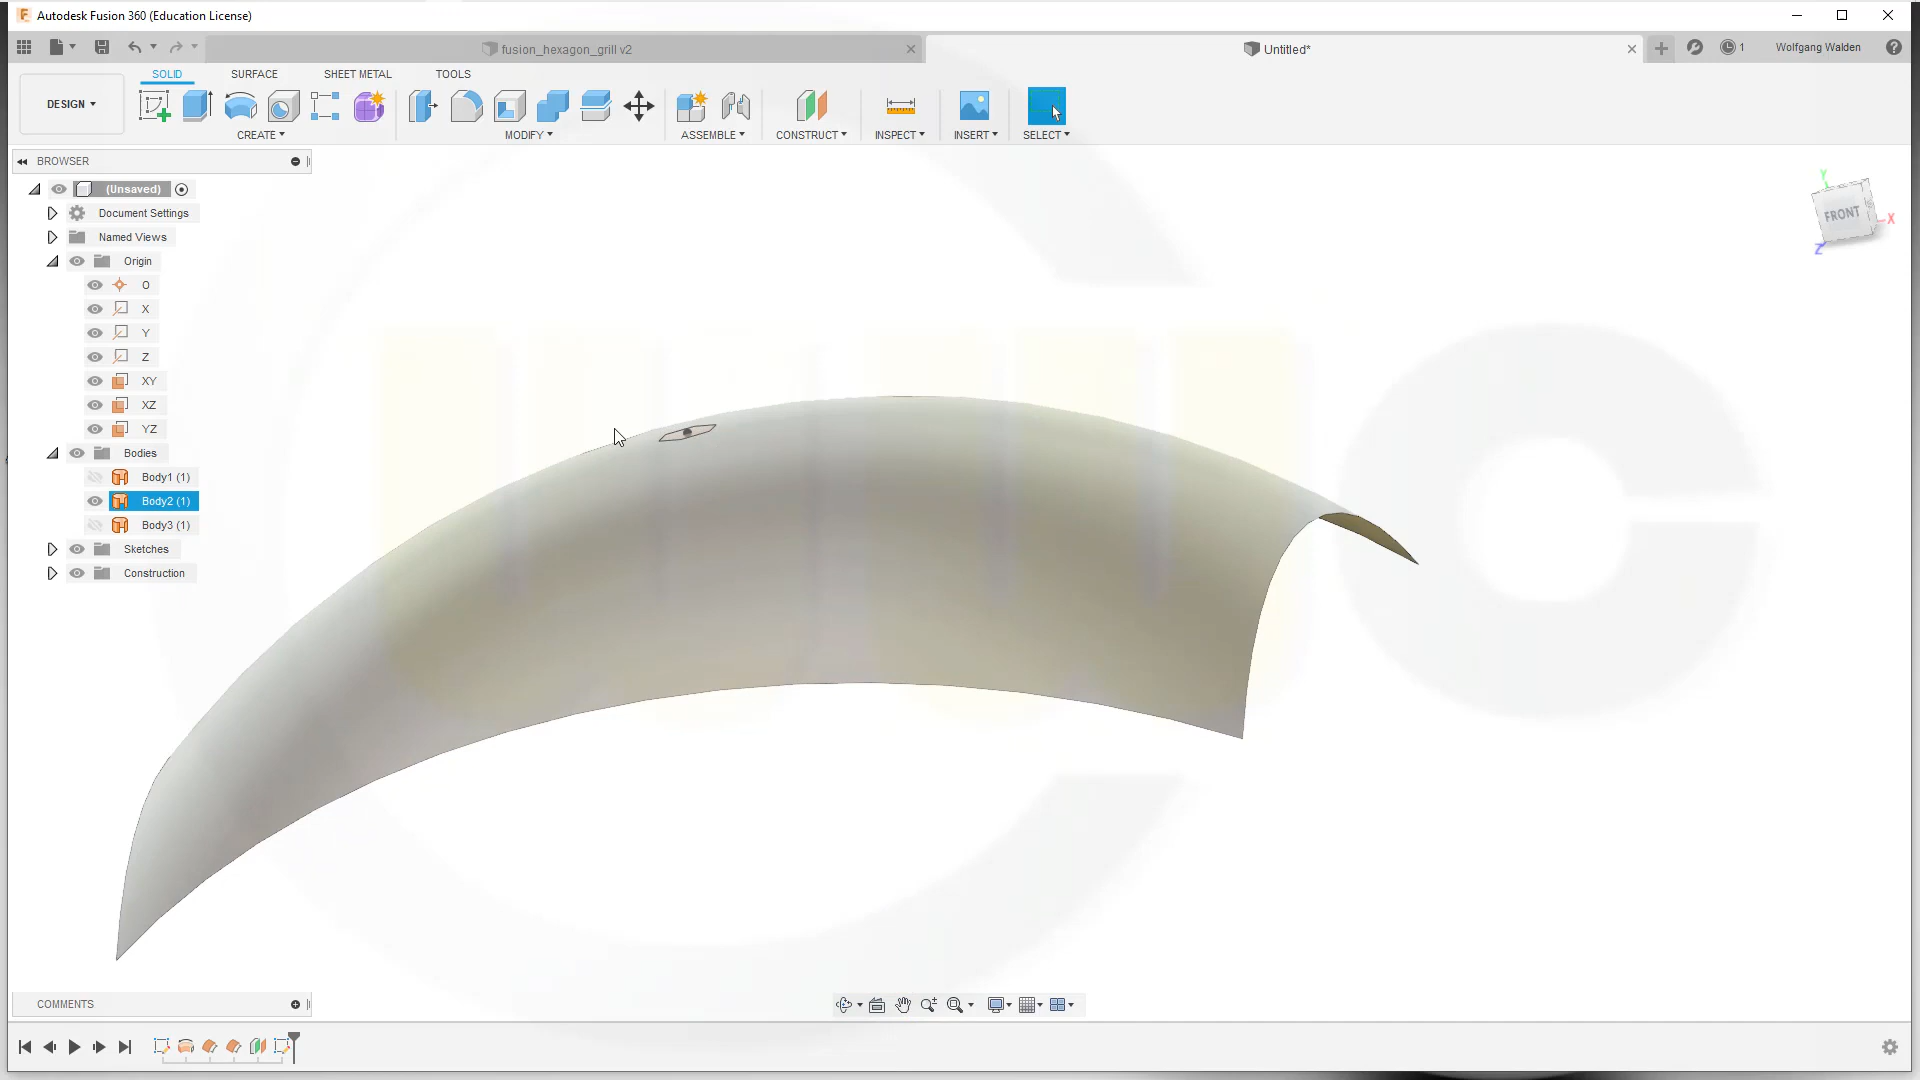 Autodesk Fusion 360 (Education License)
fusion_hexagon_grill v2
Untitled*
1
Wolfgang Walden
DESIGN
SOLID
SURFACE
SHEET METAL
TOOLS
CREATE
MODIFY
ASSEMBLE
CONSTRUCT
INSPECT
INSERT
SELECT
BROWSER
(Unsaved)
Document Settings
Named Views
Origin
O
X
Y
Z
XY
XZ
YZ
Bodies
Body1 (1)
Body2 (1)
Body3 (1)
Sketches
Construction
Y
FRONT
X
Z
COMMENTS